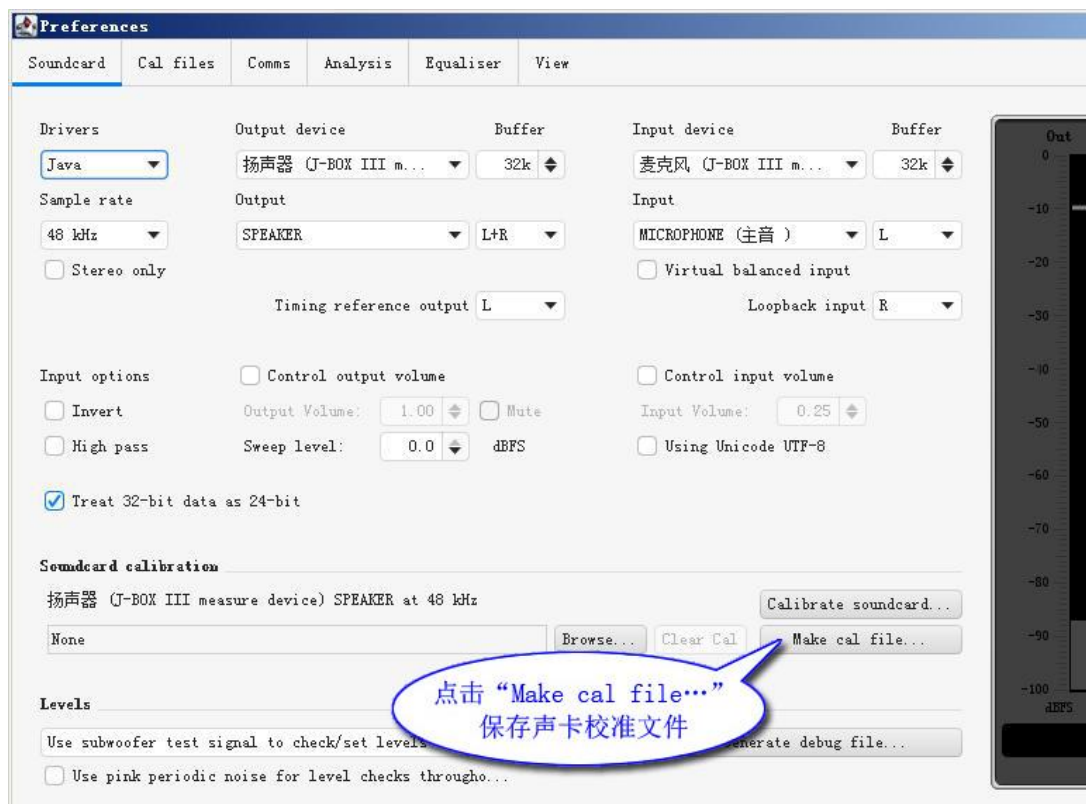 Preferences
Soundcard Cal files Comms Analysis Equaliser View
Drivers Output device Buffer Input device Buffer
Java 扬声器 (J-BOX III m... 32k 麦克风 (J-BOX III m... 32k
Sample rate Output Input
48 kHz SPEAKER L+R MICROPHONE (主音 ) L
Stereo only Virtual balanced input
Timing reference output L Loopback input R
Input options Control output volume Control input volume
Invert Output Volume: 1.00 Mute Input Volume: 0.25
High pass Sweep level: 0.0 dBFS Using Unicode UTF-8
Treat 32-bit data as 24-bit
Soundcard calibration
扬声器 (J-BOX III measure device) SPEAKER at 48 kHz
Calibrate soundcard...
None Browse... Clear Cal Make cal file...
点击“Make cal file…”
保存声卡校准文件
Levels
Use subwoofer test signal to check/set levels
debug file...
Use pink periodic noise for level checks througho...
Out
0
-10
-20
-30
-40
-50
-60
-70
-80
-90
-100
dBFS